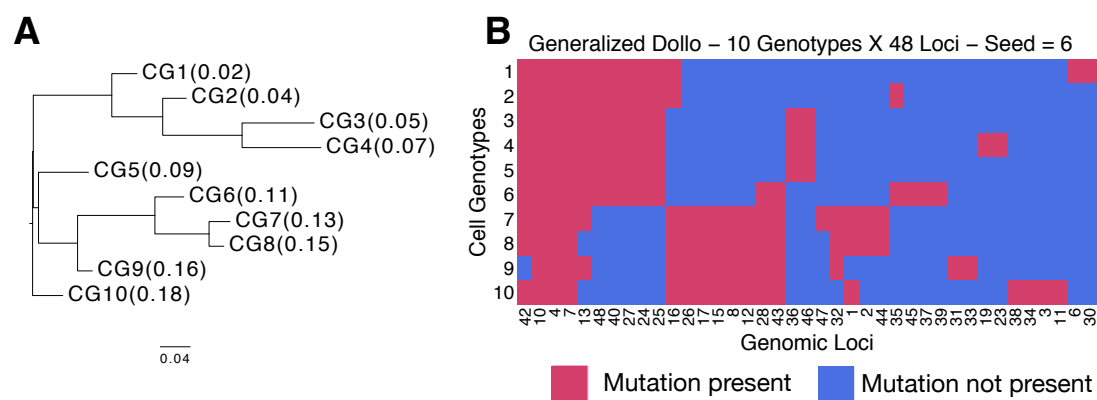 A
CG1(0.02)
CG2(0.04)
CG3(0.05)
CG4(0.07)
CG5(0.09)
CG6(0.11)
CG7(0.13)
CG8(0.15)
CG9(0.16)
CG10(0.18)
0.04
B
Generalized Dollo – 10 Genotypes X 48 Loci – Seed = 6
Cell Genotypes
1
2
3
4
5
6
7
8
9
10
42 10 4 7 13 48 40 27 24 25 16 26 17 15 8 12 28 43 36 46 47 32 1 2 44 35 45 37 39 31 33 19 23 38 34 3 11 6 30
Genomic Loci
Mutation present
Mutation not present